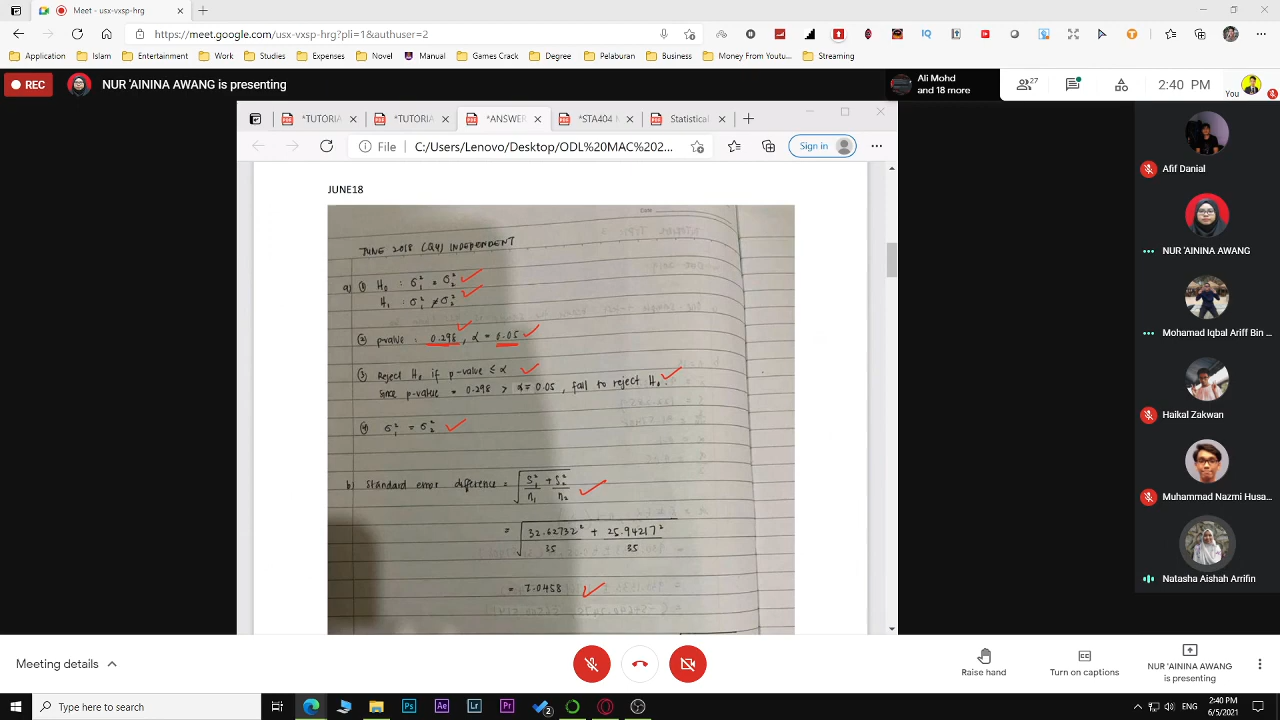 Meet - usx-vxsp-hrg
https://meet.google.com/usx-vxsp-hrg?pli=1&authuser=2
Application
Islam
Entertainment
Work
Studies
Expenses
Novel
Manual
Games Crack
Degree
Pelaburan
Business
Money From Youtu...
Streaming
REC
NUR 'AININA AWANG is presenting
Ali Mohd
and 18 more
27
2:40 PM
You
*TUTORIA
*TUTORIA
*ANSWER
*STA404
Statistical
File
C:/Users/Lenovo/Desktop/ODL%20MAC%202...
Sign in
JUNE18
Date
JUNE 2018 (Q4) INDEPENDENT
a) ① H₀ : σ₁² = σ₂²
H₁ : σ₁² ≠ σ₂²
② pvalue : 0.298, α = 0.05
③ Reject H₀ if p-value ≤ α
Since p-value = 0.298 > α = 0.05, fail to reject H₀.
④ σ₁² = σ₂²
b) Standard error difference = √(S₁²/n₁ + S₂²/n₂)
= √(32.62732²/35 + 25.94217²/35)
= 7.0458
Afif Danial
NUR 'AININA AWANG
Mohamad Iqbal Ariff Bin ...
Haikal Zakwan
Muhammad Nazmi Husa...
Natasha Aishah Arrifin
Meeting details
Raise hand
Turn on captions
NUR 'AININA AWANG
is presenting
Type here to search
Ps
Ae
Lr
Pr
2
ENG
2:40 PM
6/5/2021